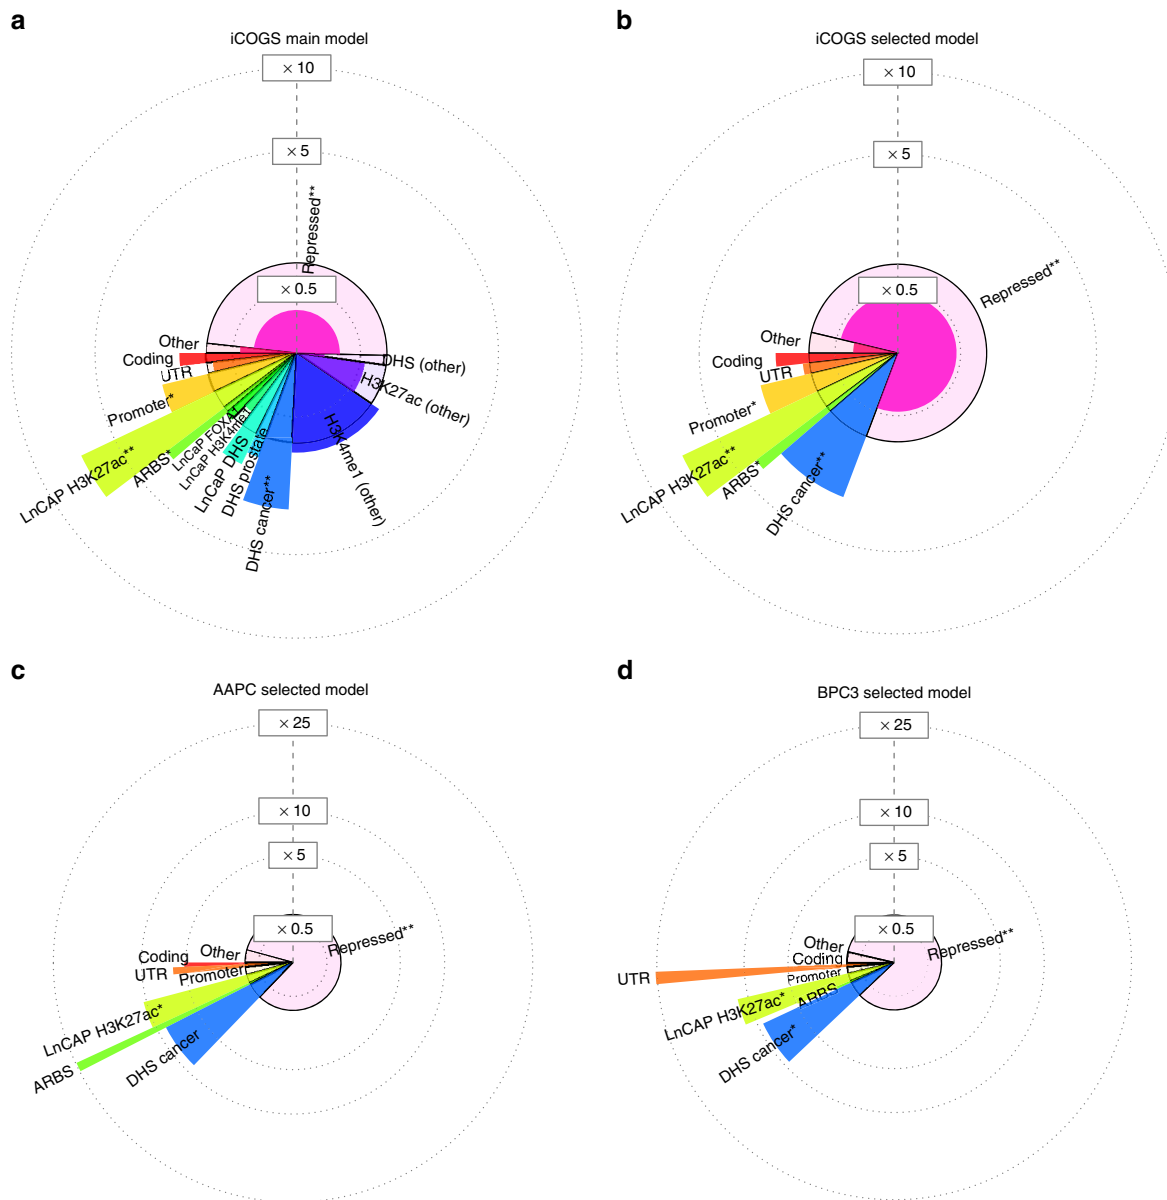 a
iCOGS main model
× 10
× 5
Repressed**
× 0.5
Other
Coding
UTR
Promoter*
LnCAP H3K27ac**
ARBS*
LnCaP FOXA1
LnCaP H3K4me1
LnCaP DHS
DHS prostate
DHS cancer**
H3K4me1 (other)
H3K27ac (other)
DHS (other)
b
iCOGS selected model
× 10
× 5
× 0.5
Repressed**
Other
Coding
UTR
Promoter*
LnCAP H3K27ac**
ARBS*
DHS cancer**
c
AAPC selected model
× 25
× 10
× 5
× 0.5
Repressed**
Other
Coding
UTR
Promoter
LnCAP H3K27ac*
ARBS
DHS cancer
d
BPC3 selected model
× 25
× 10
× 5
× 0.5
Repressed**
Other
Coding
UTR
Promoter
LnCAP H3K27ac*
ARBS
DHS cancer*